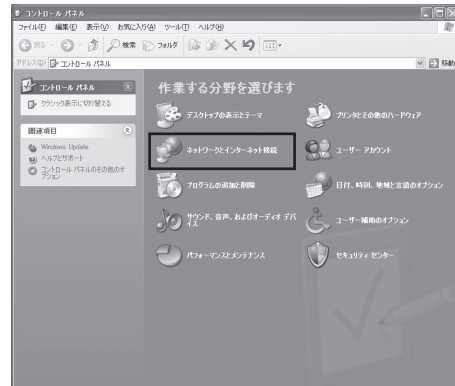 コントロール パネル
ファイル(F) 編集(E) 表示(V) お気に入り(A) ツール(T) ヘルプ(H)
戻る 検索 フォルダ
アドレス(D) コントロール パネル 移動
コントロール パネル
クラシック表示に切り替える
関連項目
Windows Update
ヘルプとサポート
コントロール パネルのその他のオ
プション
作業する分野を選びます
デスクトップの表示とテーマ
プリンタとその他のハードウェア
ネットワークとインターネット接続
ユーザー アカウント
プログラムの追加と削除
日付、時刻、地域と言語のオプション
サウンド、音声、およびオーディオ デバ
イス
ユーザー補助のオプション
パフォーマンスとメンテナンス
セキュリティ センター